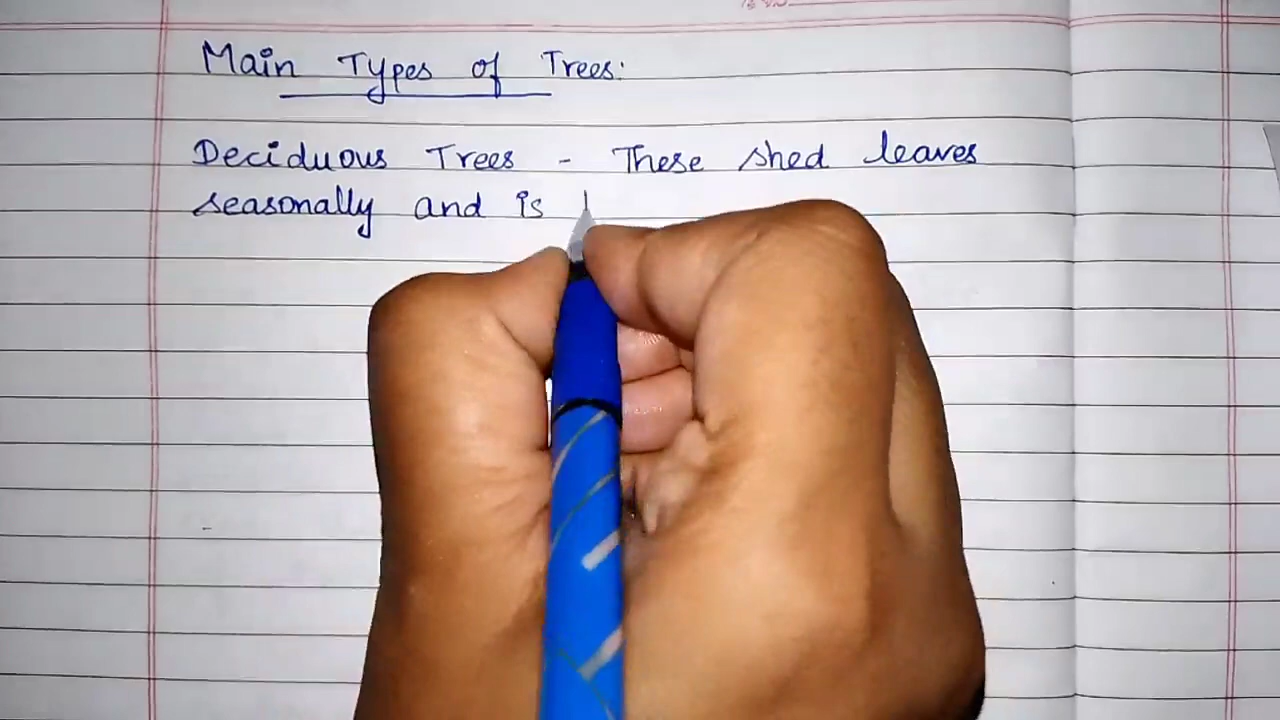 Main Types of Trees:
Deciduous Trees - These shed leaves
seasonally and is